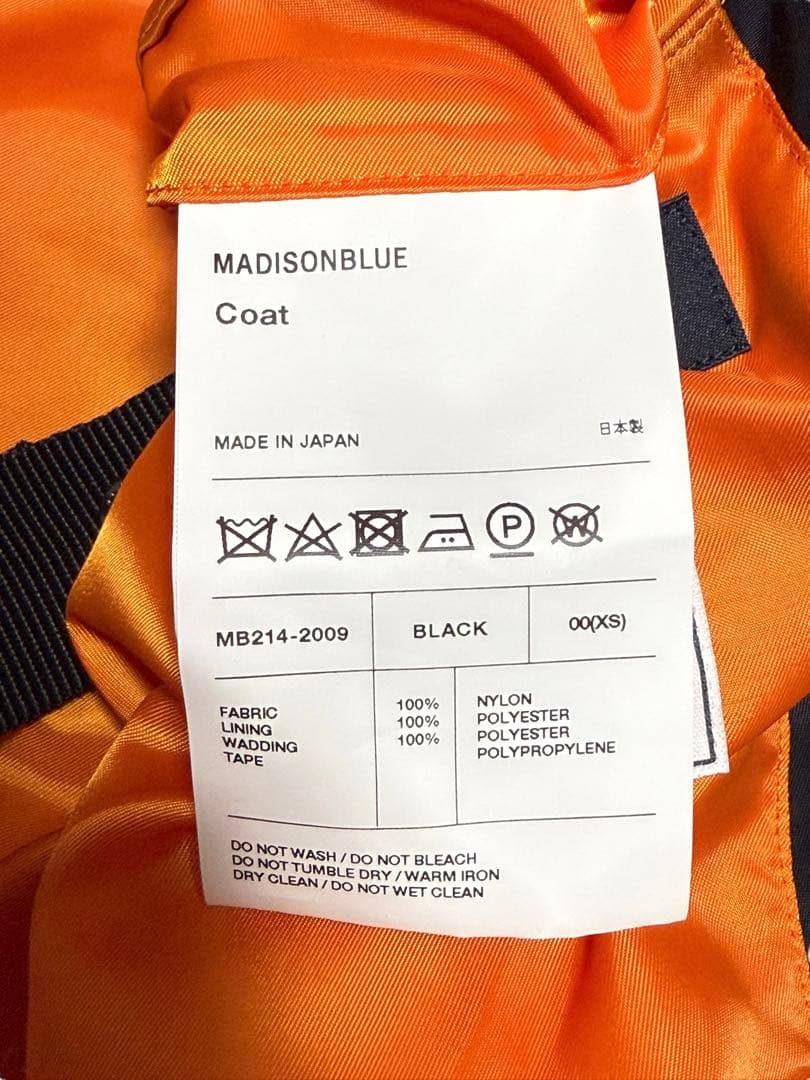 MADISONBLUE
Coat
MADE IN JAPAN 日本製
P W
MB214-2009 BLACK 00(XS)
FABRIC 100% NYLON
LINING 100% POLYESTER
WADDING 100% POLYESTER
TAPE POLYPROPYLENE
DO NOT WASH / DO NOT BLEACH
DO NOT TUMBLE DRY / WARM IRON
DRY CLEAN / DO NOT WET CLEAN